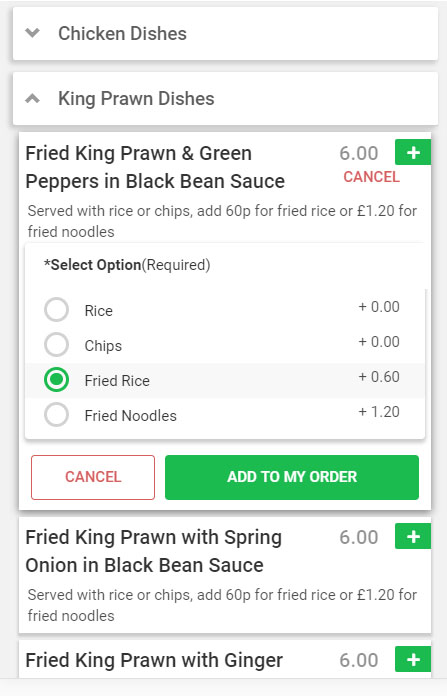 Chicken Dishes
King Prawn Dishes
Fried King Prawn & Green
Peppers in Black Bean Sauce
6.00
+
CANCEL
Served with rice or chips, add 60p for fried rice or £1.20 for
fried noodles
*Select Option(Required)
Rice + 0.00
Chips + 0.00
Fried Rice + 0.60
Fried Noodles + 1.20
CANCEL
ADD TO MY ORDER
Fried King Prawn with Spring
Onion in Black Bean Sauce
6.00
+
Served with rice or chips, add 60p for fried rice or £1.20 for
fried noodles
Fried King Prawn with Ginger
6.00
+